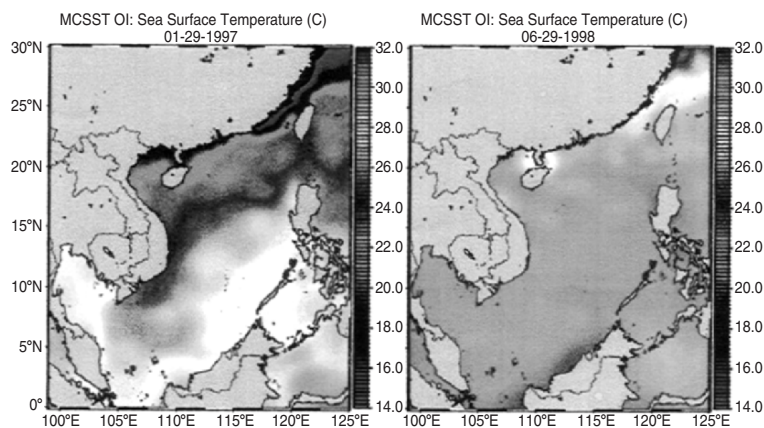 MCSST OI: Sea Surface Temperature (C)
01-29-1997
30°N
25°N
20°N
15°N
10°N
5°N
0°
100°E 105°E 110°E 115°E 120°E 125°E
32.0
30.0
28.0
26.0
24.0
22.0
20.0
18.0
16.0
14.0
MCSST OI: Sea Surface Temperature (C)
06-29-1998
100°E 105°E 110°E 115°E 120°E 125°E
32.0
30.0
28.0
26.0
24.0
22.0
20.0
18.0
16.0
14.0